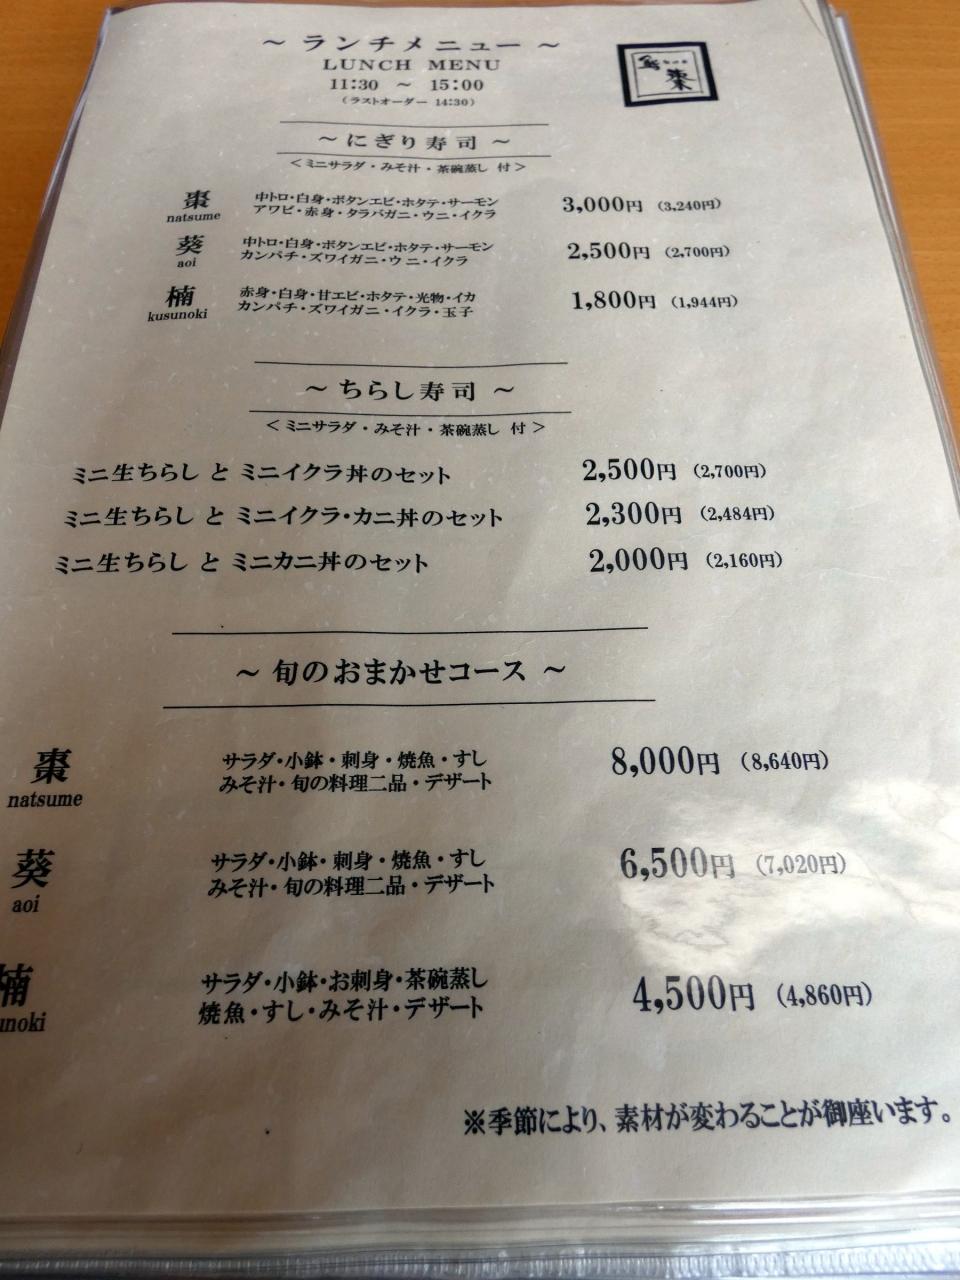 ～ ランチメニュー ～
LUNCH MENU
11:30 ～ 15:00
(ラストオーダー 14:30)
～ にぎり寿司 ～
＜ミニサラダ・みそ汁・茶碗蒸し 付＞
棗 中トロ・白身・ボタンエビ・ホタテ・サーモン 3,000円 (3,240円)
natsume アワビ・赤身・タラバガニ・ウニ・イクラ
葵 中トロ・白身・ボタンエビ・ホタテ・サーモン 2,500円 (2,700円)
aoi カンパチ・ズワイガニ・ウニ・イクラ
楠 赤身・白身・甘エビ・ホタテ・光物・イカ 1,800円 (1,944円)
kusunoki カンパチ・ズワイガニ・イクラ・玉子
～ ちらし寿司 ～
＜ミニサラダ・みそ汁・茶碗蒸し 付＞
ミニ生ちらし と ミニイクラ丼のセット 2,500円 (2,700円)
ミニ生ちらし と ミニイクラ・カニ丼のセット 2,300円 (2,484円)
ミニ生ちらし と ミニカニ丼のセット 2,000円 (2,160円)
～ 旬のおまかせコース ～
棗 サラダ・小鉢・刺身・焼魚・すし 8,000円 (8,640円)
natsume みそ汁・旬の料理二品・デザート
葵 サラダ・小鉢・刺身・焼魚・すし 6,500円 (7,020円)
aoi みそ汁・旬の料理二品・デザート
楠 サラダ・小鉢・お刺身・茶碗蒸し 4,500円 (4,860円)
unoki 焼魚・すし・みそ汁・デザート
※季節により、素材が変わることが御座います。